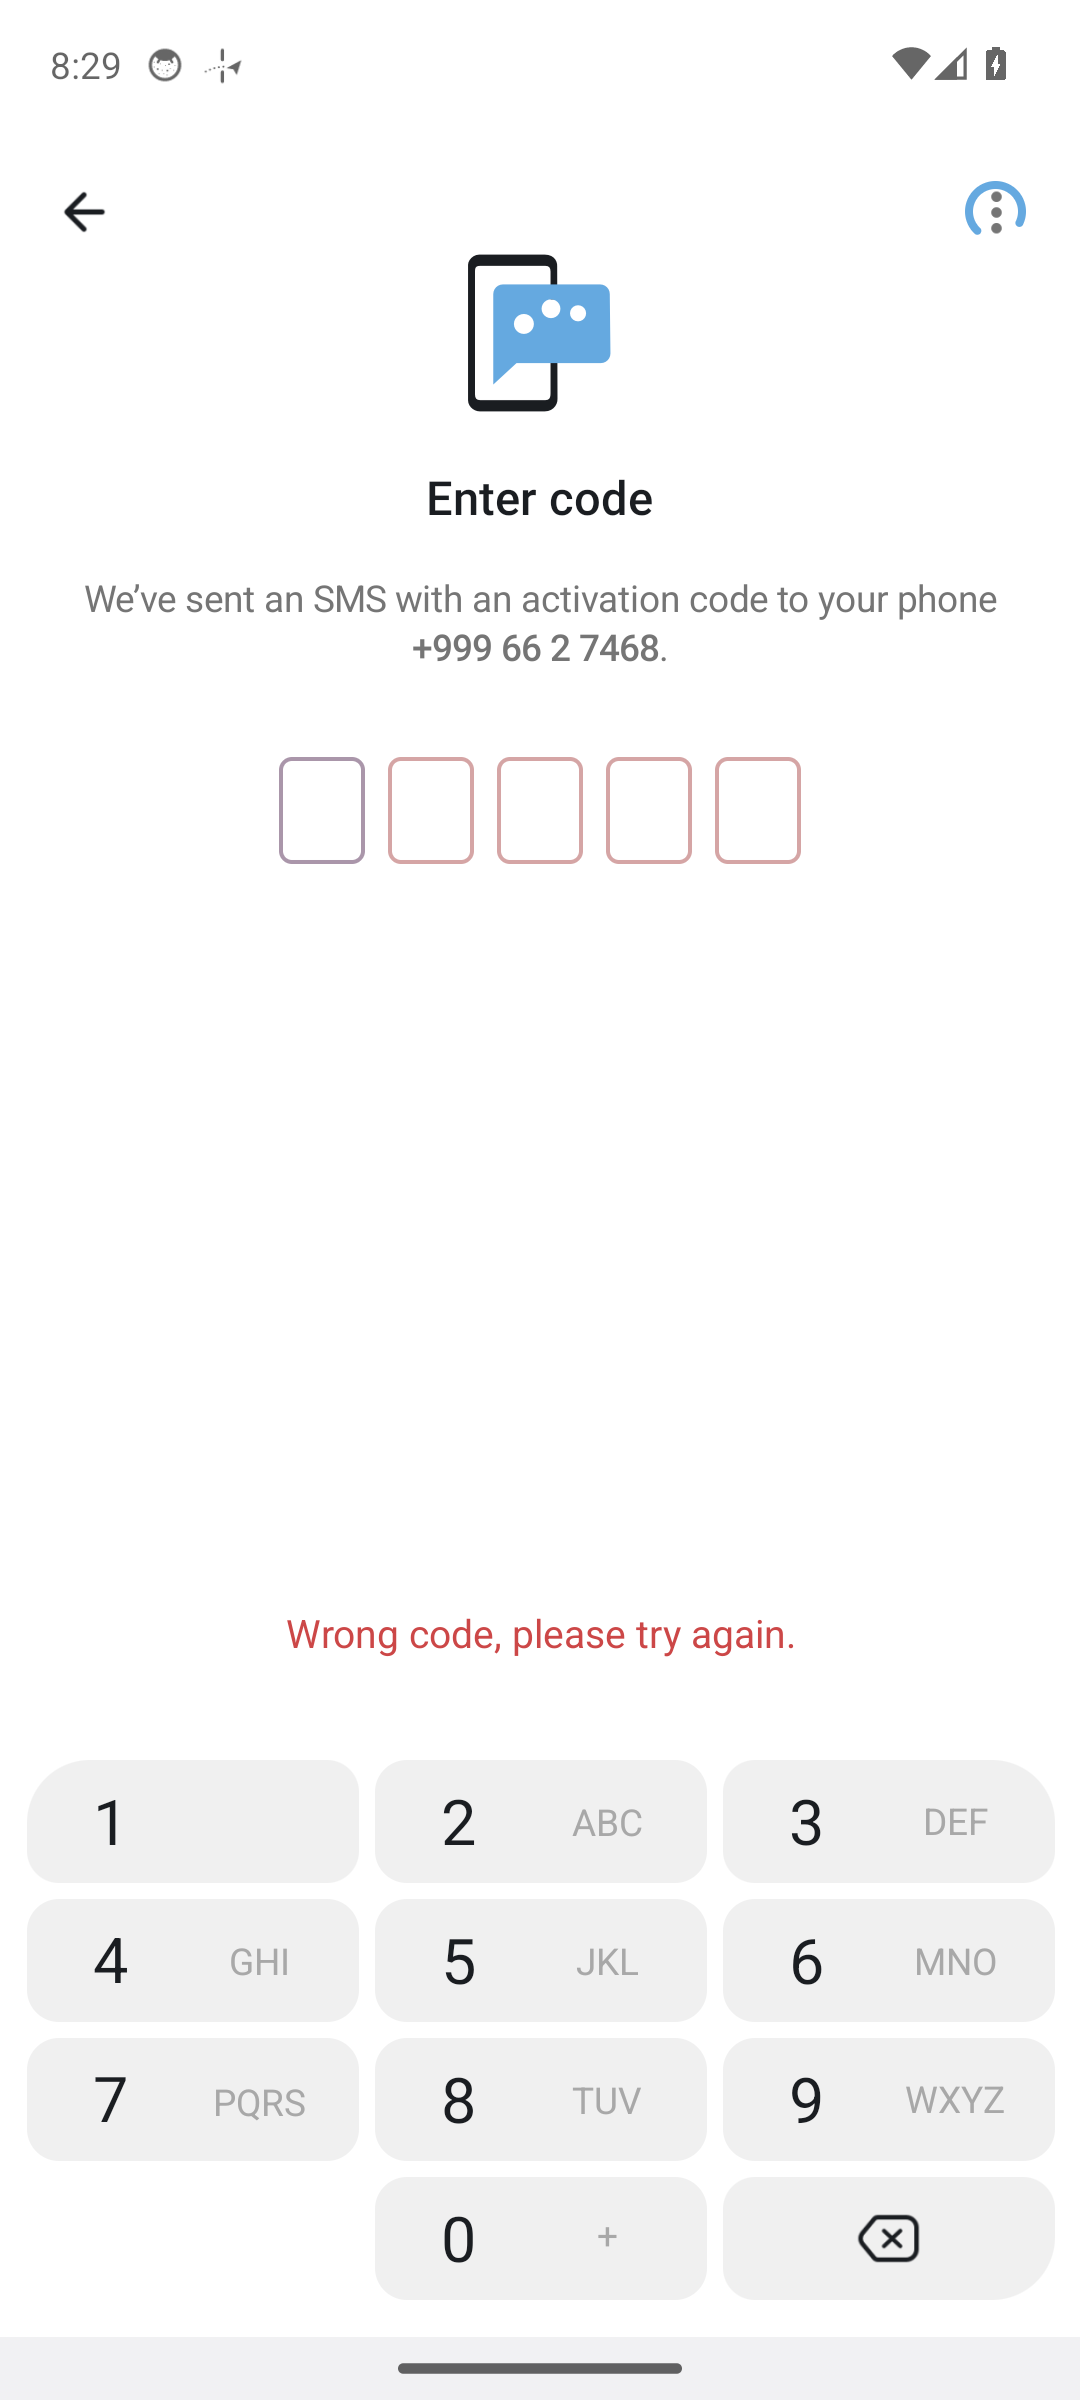 8:29
Enter code
We’ve sent an SMS with an activation code to your phone
+999 66 2 7468.
Wrong code, please try again.
1
2 ABC
3 DEF
4 GHI
5 JKL
6 MNO
7 PQRS
8 TUV
9 WXYZ
0 +